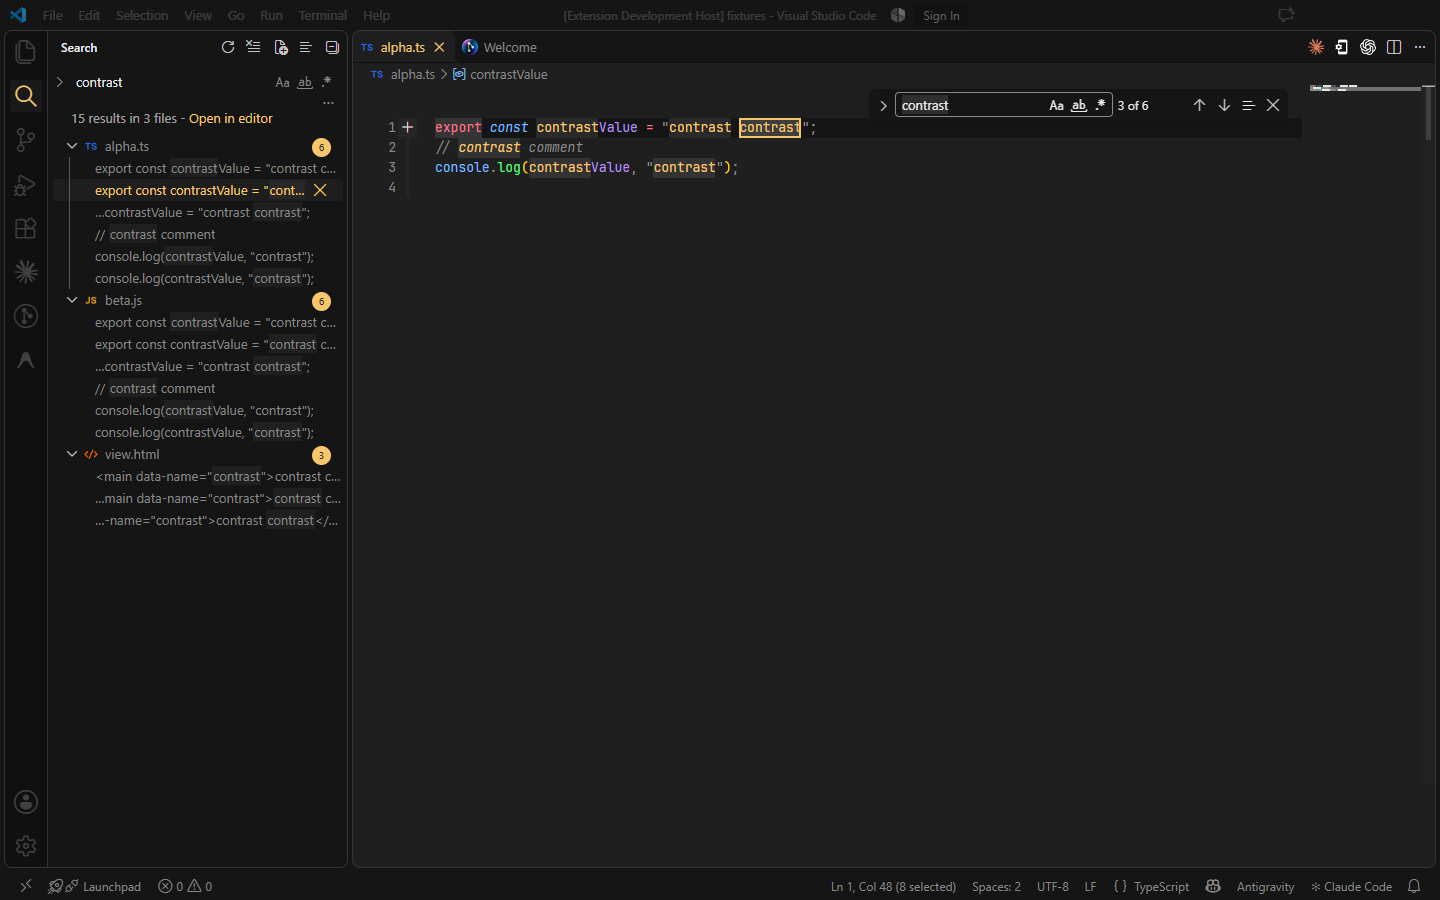 File Edit Selection View Go Run Terminal Help
[Extension Development Host] fixtures - Visual Studio Code
Sign In
Search
contrast
Aa ab .*
15 results in 3 files - Open in editor
TS alpha.ts 6
export const contrastValue = "contrast c...
export const contrastValue = "cont...
...contrastValue = "contrast contrast";
// contrast comment
console.log(contrastValue, "contrast");
console.log(contrastValue, "contrast");
JS beta.js 6
export const contrastValue = "contrast c...
export const contrastValue = "contrast c...
...contrastValue = "contrast contrast";
// contrast comment
console.log(contrastValue, "contrast");
console.log(contrastValue, "contrast");
</> view.html 3
<main data-name="contrast">contrast c...
...main data-name="contrast">contrast c...
...-name="contrast">contrast contrast</...
TS alpha.ts
Welcome
TS alpha.ts > contrastValue
contrast Aa ab .* 3 of 6
1 export const contrastValue = "contrast contrast";
2 // contrast comment
3 console.log(contrastValue, "contrast");
4
Launchpad 0 0
Ln 1, Col 48 (8 selected) Spaces: 2 UTF-8 LF { } TypeScript Antigravity Claude Code